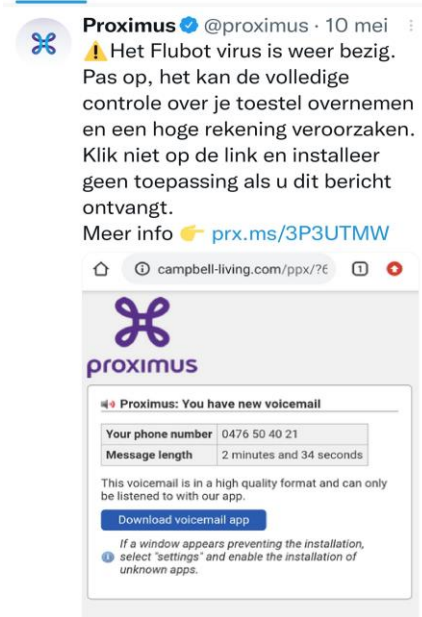 Proximus @proximus · 10 mei
⚠️Het Flubot virus is weer bezig.
Pas op, het kan de volledige
controle over je toestel overnemen
en een hoge rekening veroorzaken.
Klik niet op de link en installeer
geen toepassing als u dit bericht
ontvangt.
Meer info 👉 prx.ms/3P3UTMW
campbell-living.com/ppx/?6 1
proximus
Proximus: You have new voicemail
Your phone number 0476 50 40 21
Message length 2 minutes and 34 seconds
This voicemail is in a high quality format and can only
be listened to with our app.
Download voicemail app
If a window appears preventing the installation,
select "settings" and enable the installation of
unknown apps.